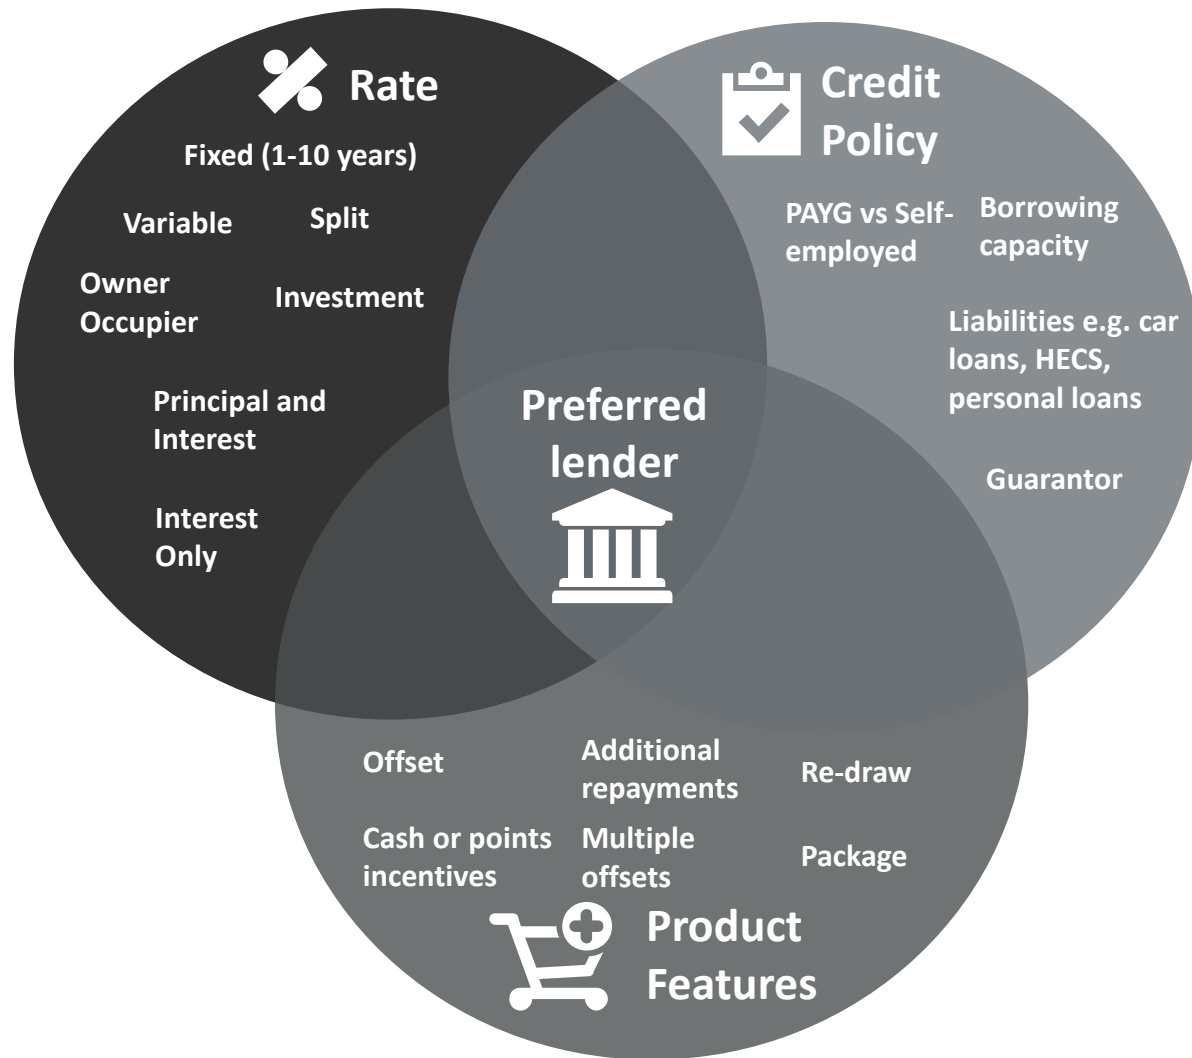 Rate
Fixed (1-10 years)
Variable
Split
Owner
Occupier
Investment
Principal and
Interest
Interest
Only
Credit
Policy
PAYG vs Self-
employed
Borrowing
capacity
Liabilities e.g. car
loans, HECS,
personal loans
Guarantor
Preferred
lender
Offset
Additional
repayments
Re-draw
Cash or points
incentives
Multiple
offsets
Package
Product
Features